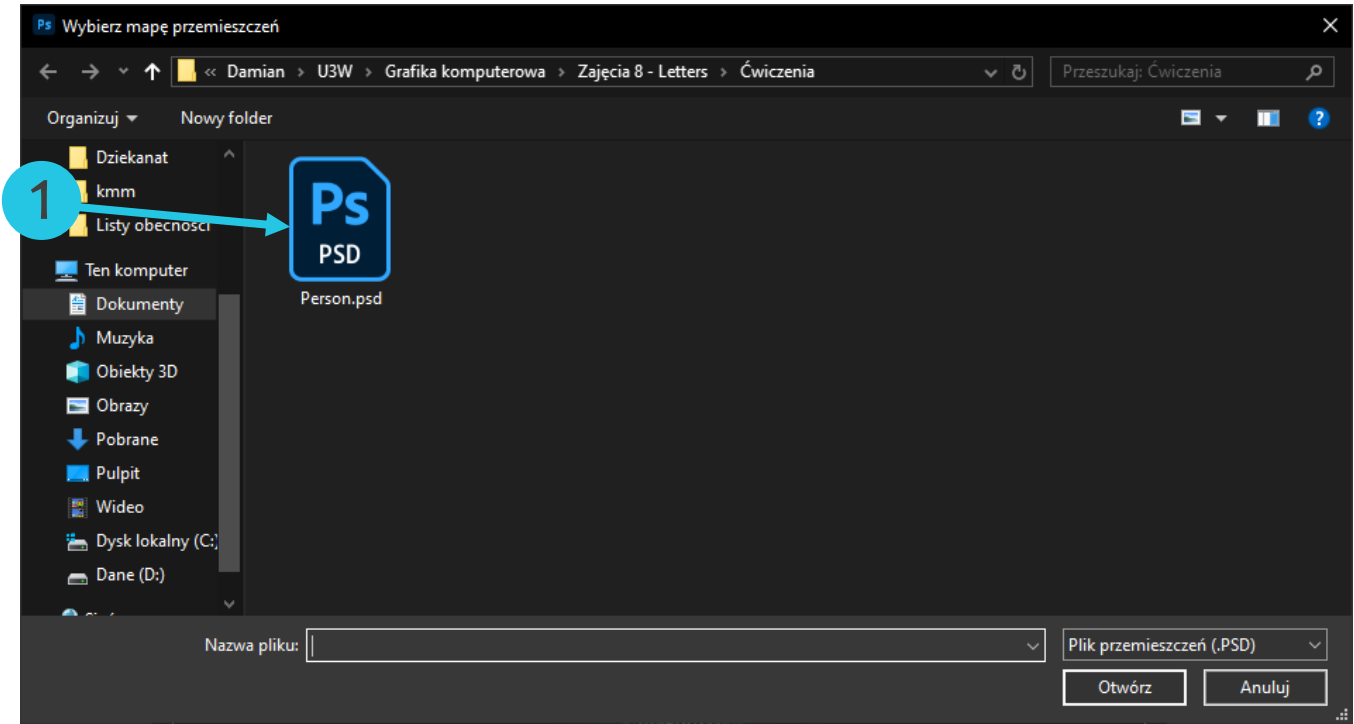 Ps Wybierz mapę przemieszczeń
« Damian > U3W > Grafika komputerowa > Zajęcia 8 - Letters > Ćwiczenia
Przeszukaj: Ćwiczenia
Organizuj Nowy folder
?
Dziekanat
kmm
Listy obecności
Ten komputer
Dokumenty
Muzyka
Obiekty 3D
Obrazy
Pobrane
Pulpit
Wideo
Dysk lokalny (C:)
Dane (D:)
1
Ps
PSD
Person.psd
Nazwa pliku:
Plik przemieszczeń (.PSD)
Otwórz Anuluj